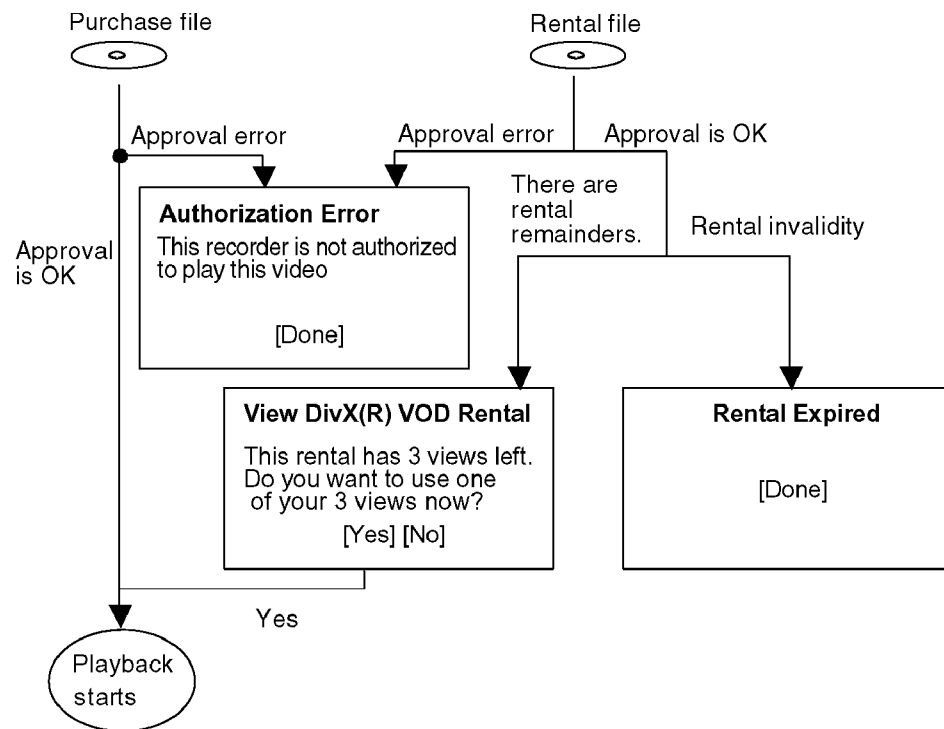 Purchase file
Rental file
Approval error
Approval error
Approval is OK
There are
rental
remainders.
Rental invalidity
Approval
is OK
Authorization Error
This recorder is not authorized
to play this video
[Done]
View DivX(R) VOD Rental
This rental has 3 views left.
Do you want to use one
of your 3 views now?
[Yes] [No]
Rental Expired
[Done]
Yes
Playback
starts